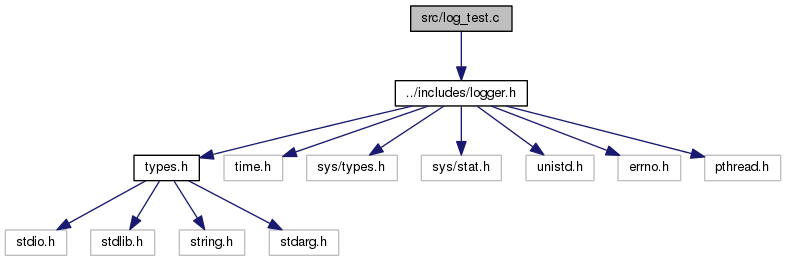 src/log_test.c
../includes/logger.h
types.h
time.h
sys/types.h
sys/stat.h
unistd.h
errno.h
pthread.h
stdio.h
stdlib.h
string.h
stdarg.h